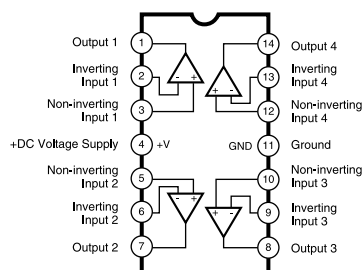 Output 1
1
14
Output 4
Inverting
Input 1
2
- +
+ -
13
Inverting
Input 4
Non-inverting
Input 1
3
12
Non-inverting
Input 4
+DC Voltage Supply
4
+V
GND
11
Ground
Non-inverting
Input 2
5
10
Non-inverting
Input 3
Inverting
Input 2
6
- +
+ -
9
Inverting
Input 3
Output 2
7
8
Output 3